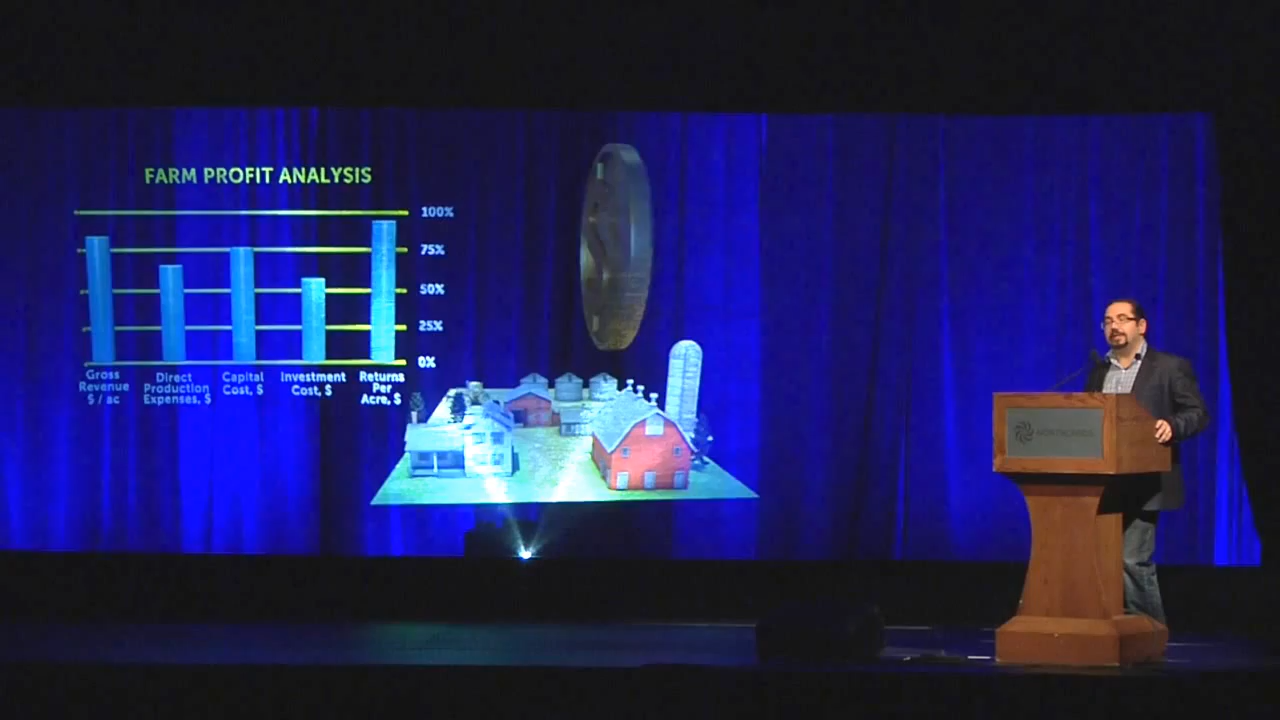 FARM PROFIT ANALYSIS
100%
75%
50%
25%
0%
Gross
Revenue
$ / ac
Direct
Production
Expenses, $
Capital
Cost, $
Investment
Cost, $
Returns
Per
Acre, $